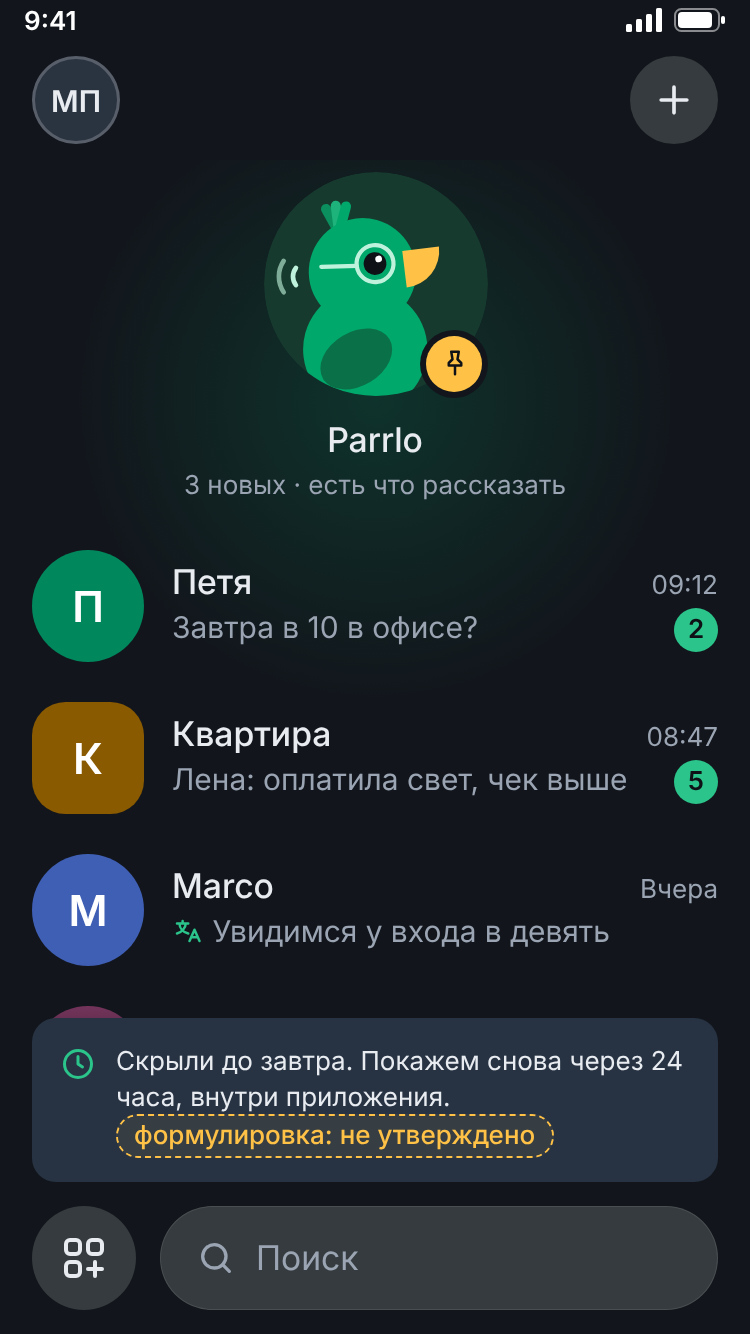 9:41
МП
Parrlo
3 новых · есть что рассказать
П
Петя
09:12
Завтра в 10 в офисе?
2
К
Квартира
08:47
Лена: оплатила свет, чек выше
5
M
Marco
Вчера
Увидимся у входа в девять
Скрыли до завтра. Покажем снова через 24
часа, внутри приложения.
формулировка: не утверждено
Поиск